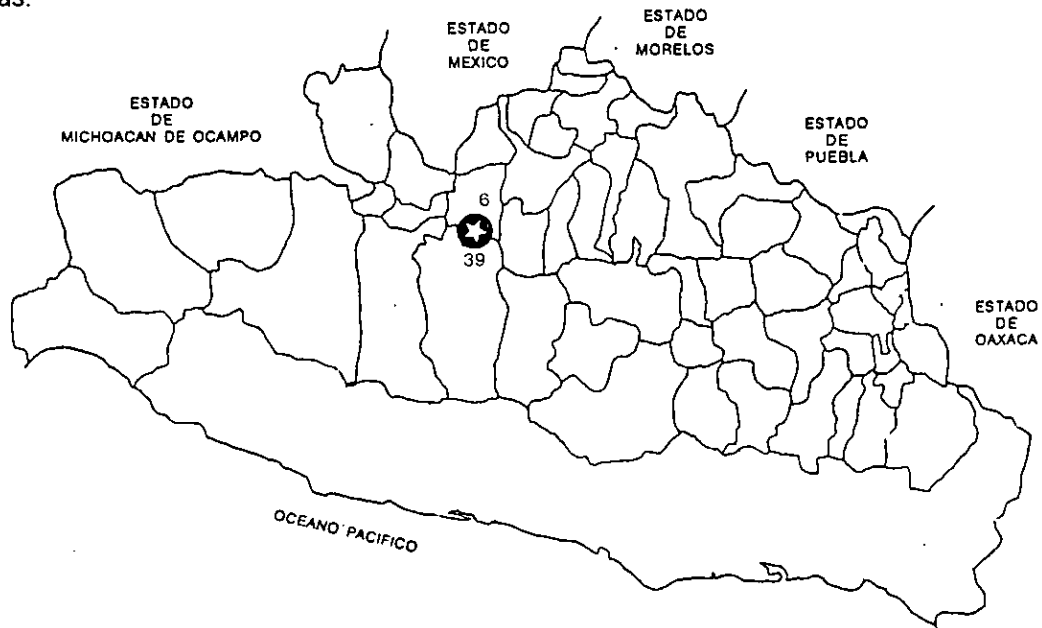 as.
ESTADO
DE
MEXICO
ESTADO
DE
MORELOS
ESTADO
DE
MICHOACAN DE OCAMPO
ESTADO
DE
PUEBLA
6
39
ESTADO
DE
OAXACA
OCEANO PACIFICO